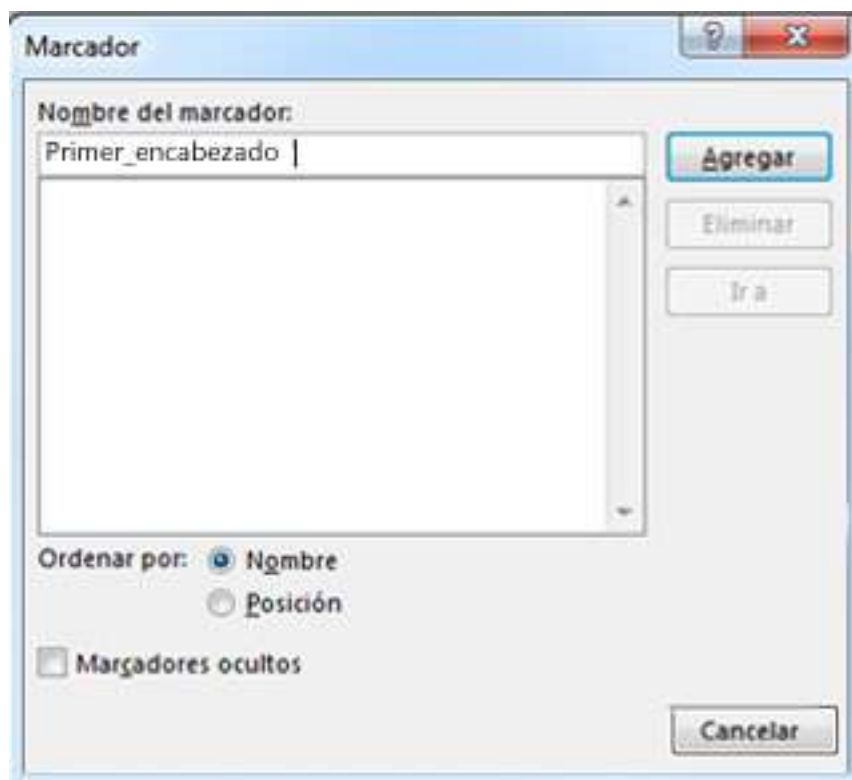 Marcador
Nombre del marcador:
Primer_encabezado
Agregar
Eliminar
Ir a
Ordenar por:
Nombre
Posición
Marcadores ocultos
Cancelar